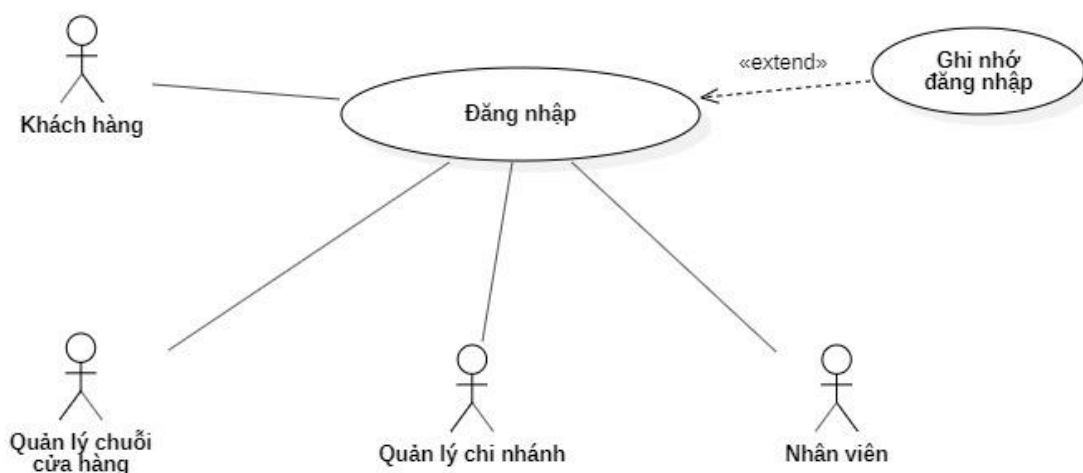 Khách hàng
Đăng nhập
«extend»
Ghi nhớ
đăng nhập
Quản lý chuỗi
cửa hàng
Quản lý chi nhánh
Nhân viên